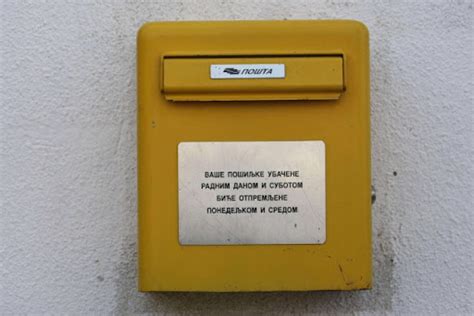 ПОШТА
ВАШЕ ПОШИЉКЕ УБАЧЕНЕ
РАДНИМ ДАНОМ И СУБОТОМ
БИЋЕ ОТПРЕМЉЕНЕ
ПОНЕДЕЉКОМ И СРЕДОМ